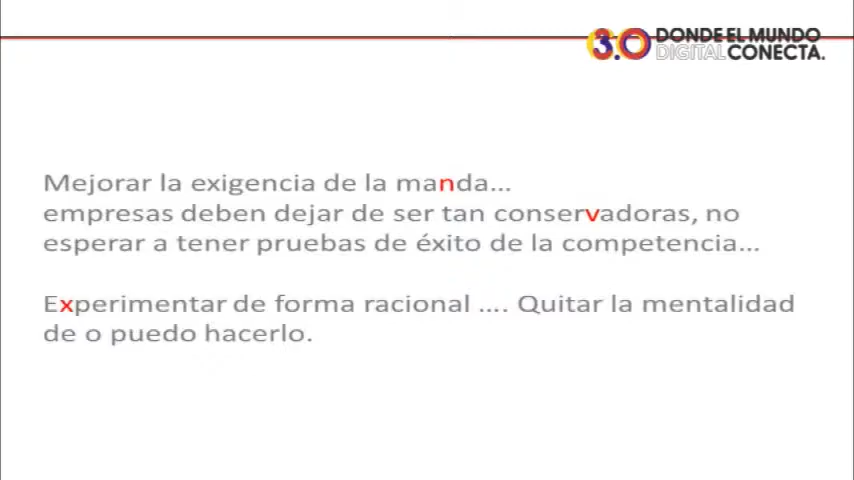 3.0 DONDE EL MUNDO
DIGITAL CONECTA.
Mejorar la exigencia de la manda...
empresas deben dejar de ser tan conservadoras, no
esperar a tener pruebas de éxito de la competencia...
Experimentar de forma racional .... Quitar la mentalidad
de o puedo hacerlo.